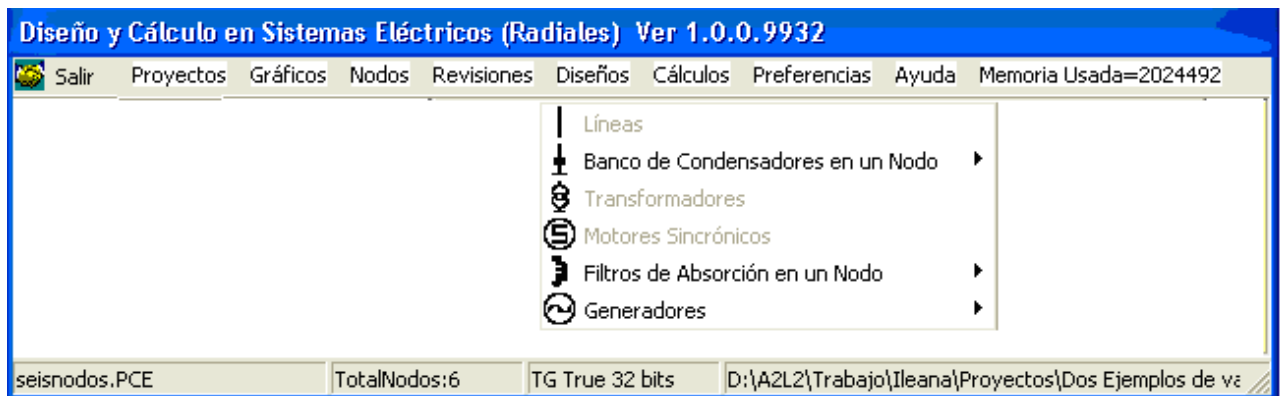 Diseño y Cálculo en Sistemas Eléctricos (Radiales) Ver 1.0.0.9932
Salir Proyectos Gráficos Nodos Revisiones Diseños Cálculos Preferencias Ayuda Memoria Usada=2024492
Líneas
Banco de Condensadores en un Nodo
Transformadores
Motores Sincrónicos
Filtros de Absorción en un Nodo
Generadores
seisnodos.PCE TotalNodos:6 TG True 32 bits D:\A2L2\Trabajo\Ileana\Proyectos\Dos Ejemplos de va